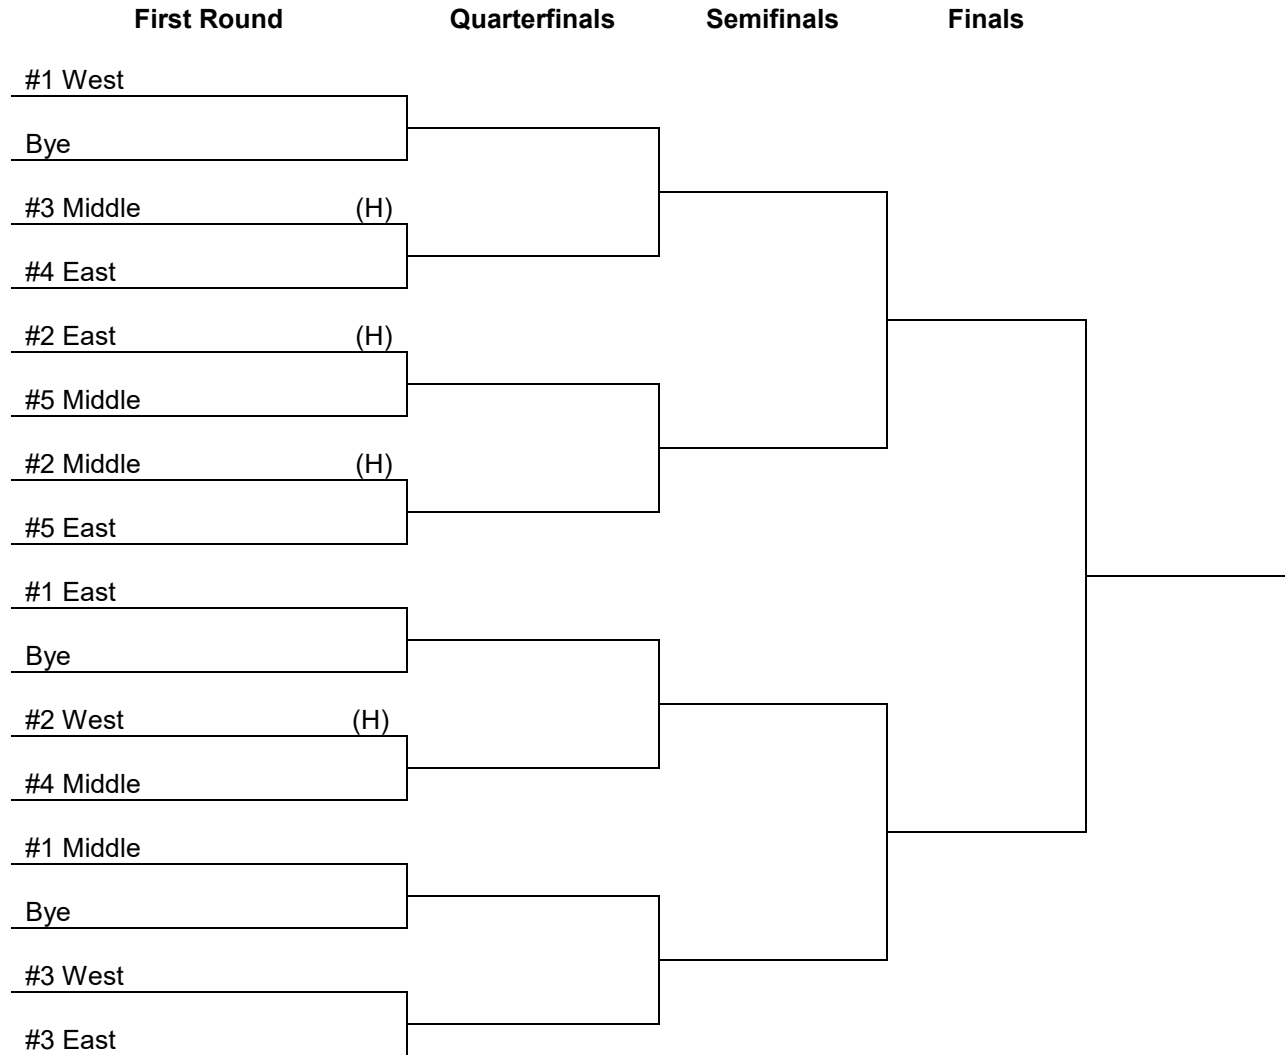 First Round Quarterfinals Semifinals Finals
#1 West
Bye
#3 Middle (H)
#4 East
#2 East (H)
#5 Middle
#2 Middle (H)
#5 East
#1 East
Bye
#2 West (H)
#4 Middle
#1 Middle
Bye
#3 West
#3 East